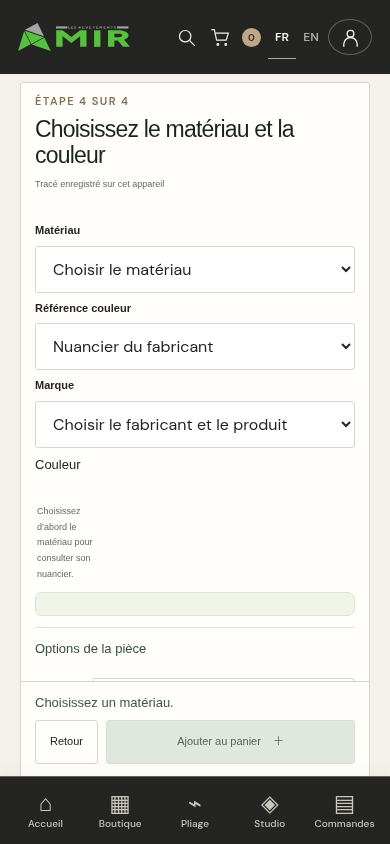 LES REVÊTEMENTS
MIR
0
FR
EN
ÉTAPE 4 SUR 4
Choisissez le matériau et la
couleur
Tracé enregistré sur cet appareil
Matériau
Choisir le matériau
Référence couleur
Nuancier du fabricant
Marque
Choisir le fabricant et le produit
Couleur
Choisissez
d'abord le
matériau pour
consulter son
nuancier.
Options de la pièce
Choisissez un matériau.
Retour
Ajouter au panier +
Accueil
Boutique
Pliage
Studio
Commandes